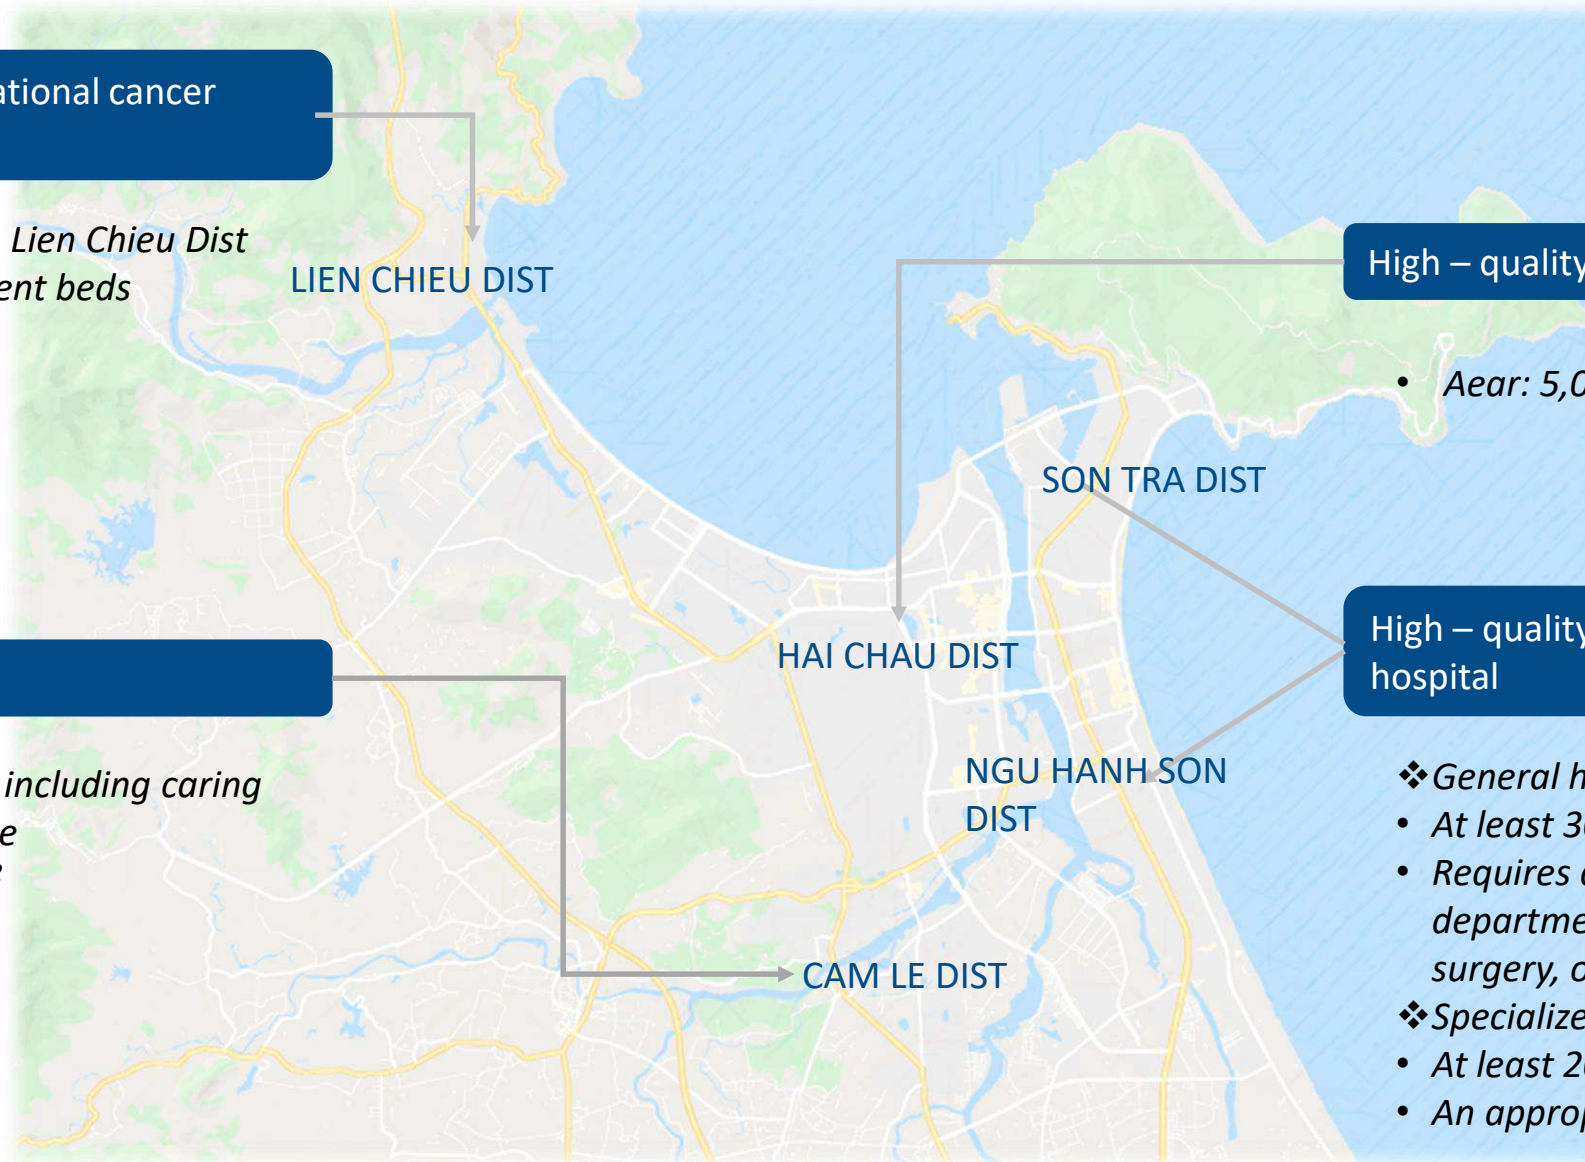 ational cancer
Lien Chieu Dist
ent beds
LIEN CHIEU DIST
High – quality
• Aear: 5,0
SON TRA DIST
HAI CHAU DIST
High – quality
hospital
including caring
e
NGU HANH SON
DIST
CAM LE DIST
❖General h
• At least 30
• Requires a
departme
surgery, o
❖Specialize
• At least 20
• An approp